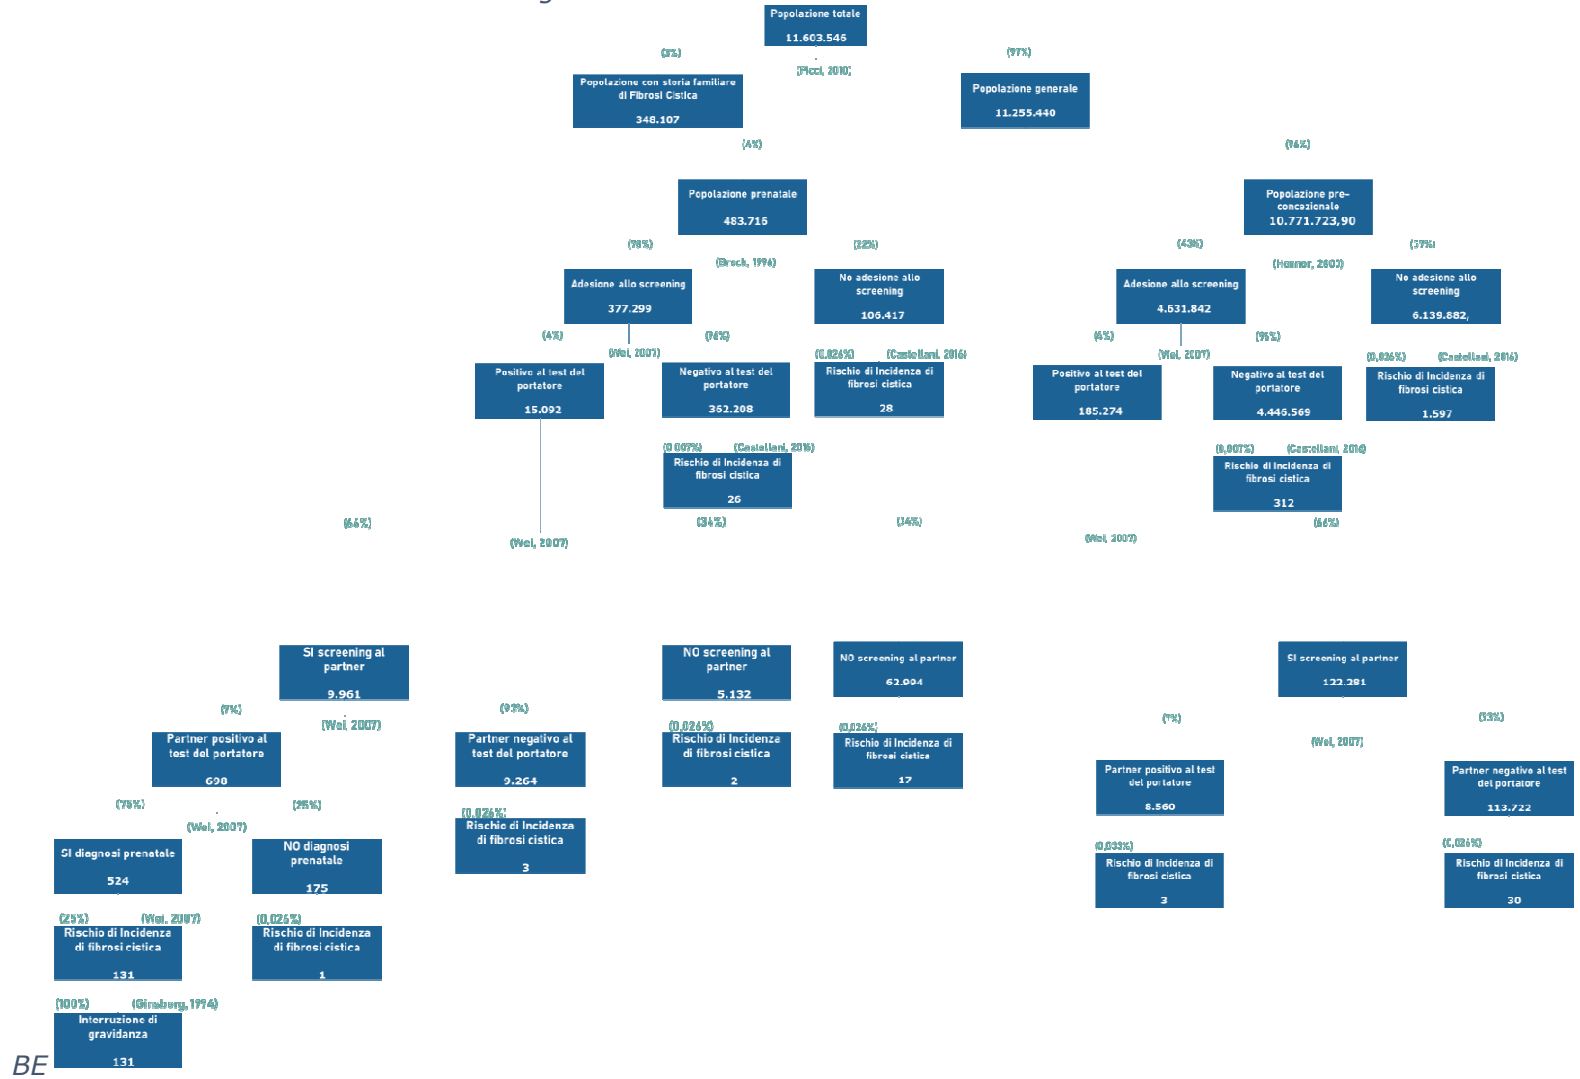 Popolazione totale
11.603.546
(3%)
(97%)
(Picci, 2010)
Popolazione con storia familiare
di Fibrosi Cistica
348.107
Popolazione generale
11.255.440
(4%)
(96%)
Popolazione prenatale
483.716
Popolazione pre-
concezionale
10.771.723,90
(78%)
(22%)
(43%)
(57%)
(Brock, 1996)
Adesione allo screening
377.299
No adesione allo
screening
106.417
Adesione allo screening
4.631.842
No adesione allo
screening
6.139.882,
(4%)
(96%)
(Wei, 2007)
(0,026%)
(Castellani, 2016)
(4%)
(96%)
(Wei, 2007)
(0,026%)
(Castellani, 2016)
Positivo al test del
portatore
15.092
Negativo al test del
portatore
362.208
Rischio di Incidenza di
fibrosi cistica
28
Positivo al test del
portatore
185.274
Negativo al test del
portatore
4.446.569
Rischio di Incidenza di
fibrosi cistica
1.597
(0,007%)
(Castellani, 2016)
(0,007%)
(Castellani, 2016)
Rischio di Incidenza di
fibrosi cistica
26
Rischio di Incidenza di
fibrosi cistica
312
(66%)
(34%)
(34%)
(66%)
(Wei, 2007)
(Wei, 2007)
SI screening al
partner
9.961
NO screening al
partner
5.132
NO screening al partner
62.994
SI screening al partner
122.281
(7%)
(93%)
(Wei, 2007)
(0,026%)
(0,026%)
(7%)
(93%)
(Wei, 2007)
Partner positivo al
test del portatore
698
Partner negativo al
test del portatore
9.264
Rischio di Incidenza
di fibrosi cistica
2
Rischio di Incidenza di
fibrosi cistica
17
Partner positivo al test
del portatore
8.560
Partner negativo al test
del portatore
113.722
(75%)
(25%)
(Wei, 2007)
(0,026%)
Rischio di Incidenza
di fibrosi cistica
3
SI diagnosi prenatale
524
NO diagnosi
prenatale
175
(0,033%)
(0,026%)
Rischio di Incidenza di
fibrosi cistica
3
Rischio di Incidenza di
fibrosi cistica
30
(25%)
(Wei, 2007)
(0,026%)
Rischio di Incidenza
di fibrosi cistica
131
Rischio di Incidenza
di fibrosi cistica
1
(100%)
(Ginsberg, 1994)
Interruzione di
gravidanza
131
BE